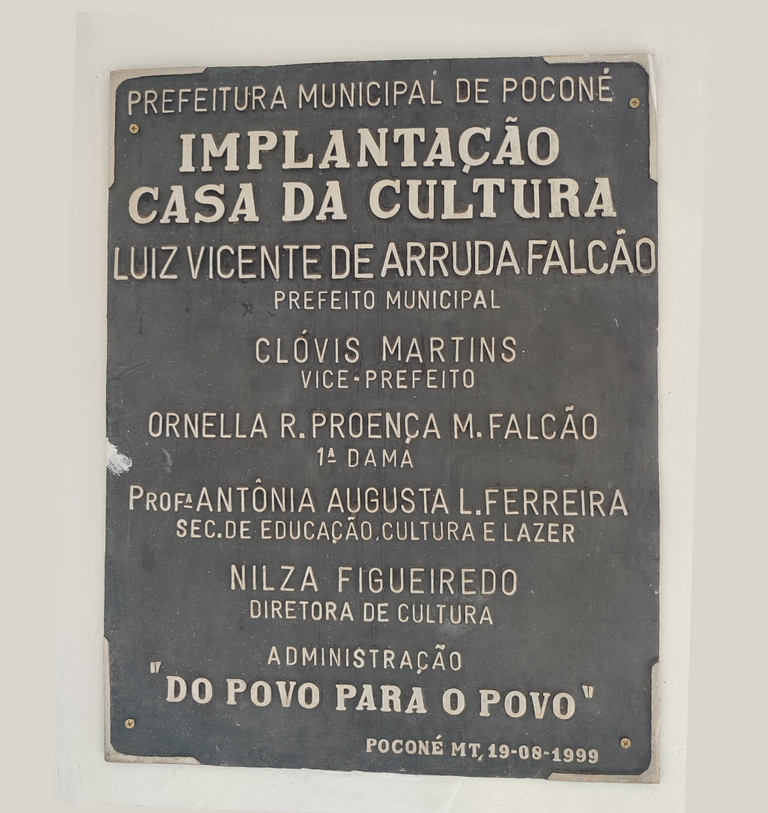 PREFEITURA MUNICIPAL DE POCONÉ
IMPLANTAÇÃO
CASA DA CULTURA
LUIZ VICENTE DE ARRUDA FALCÃO
PREFEITO MUNICIPAL
CLÓVIS MARTINS
VICE-PREFEITO
ORNELLA R. PROENÇA M. FALCÃO
1ª DAMA
PROFª ANTÔNIA AUGUSTA L. FERREIRA
SEC. DE EDUCAÇÃO, CULTURA E LAZER
NILZA FIGUEIREDO
DIRETORA DE CULTURA
ADMINISTRAÇÃO
"DO POVO PARA O POVO"
POCONÉ MT, 19-08-1999